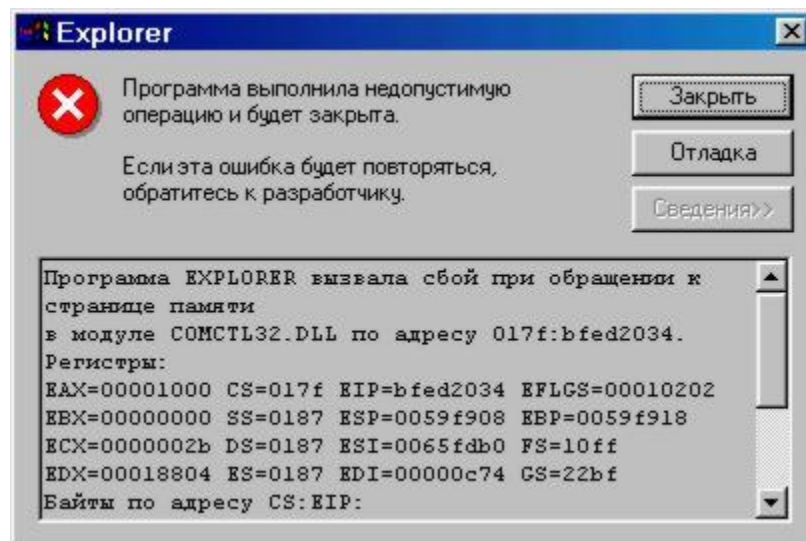 Explorer
Программа выполнила недопустимую
операцию и будет закрыта.
Если эта ошибка будет повторяться,
обратитесь к разработчику.
Закрыть
Отладка
Сведения>>
Программа EXPLORER вызвала сбой при обращении к
странице памяти
в модуле COMCTL32.DLL по адресу 017f:bfed2034.
Регистры:
EAX=00001000 CS=017f EIP=bfed2034 EFLGS=00010202
EBX=00000000 SS=0187 ESP=0059f908 EBP=0059f918
ECX=0000002b DS=0187 ESI=0065fdb0 FS=10ff
EDX=00018804 ES=0187 EDI=00000c74 GS=22bf
Байты по адресу CS:EIP: